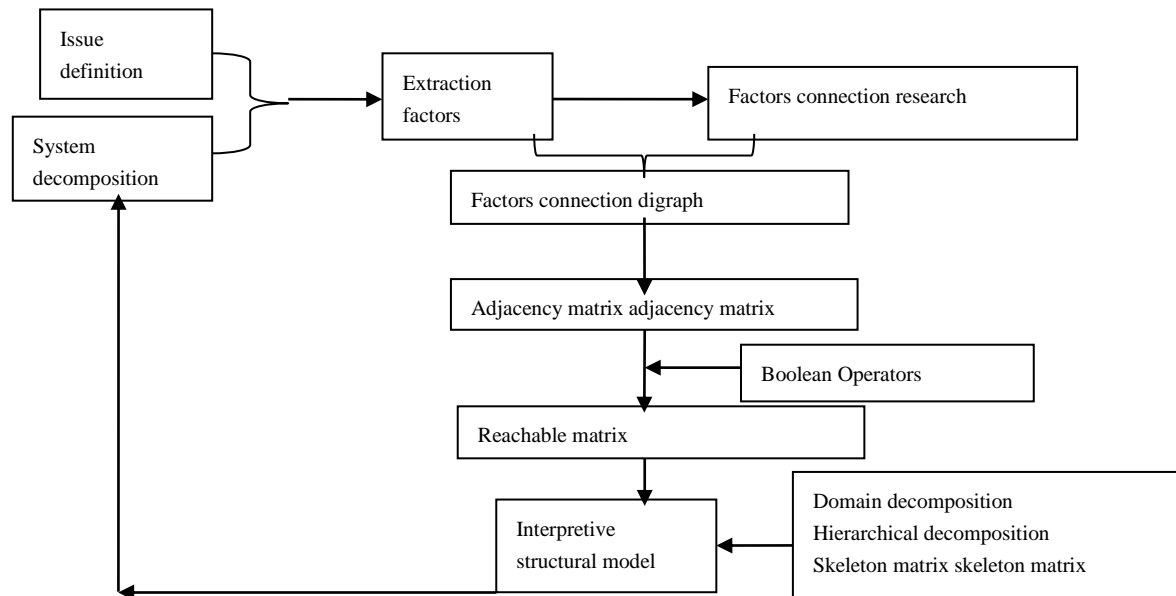 Issue
definition
System
decomposition
Extraction
factors
Factors connection research
Factors connection digraph
Adjacency matrix adjacency matrix
Boolean Operators
Reachable matrix
Interpretive
structural model
Domain decomposition
Hierarchical decomposition
Skeleton matrix skeleton matrix